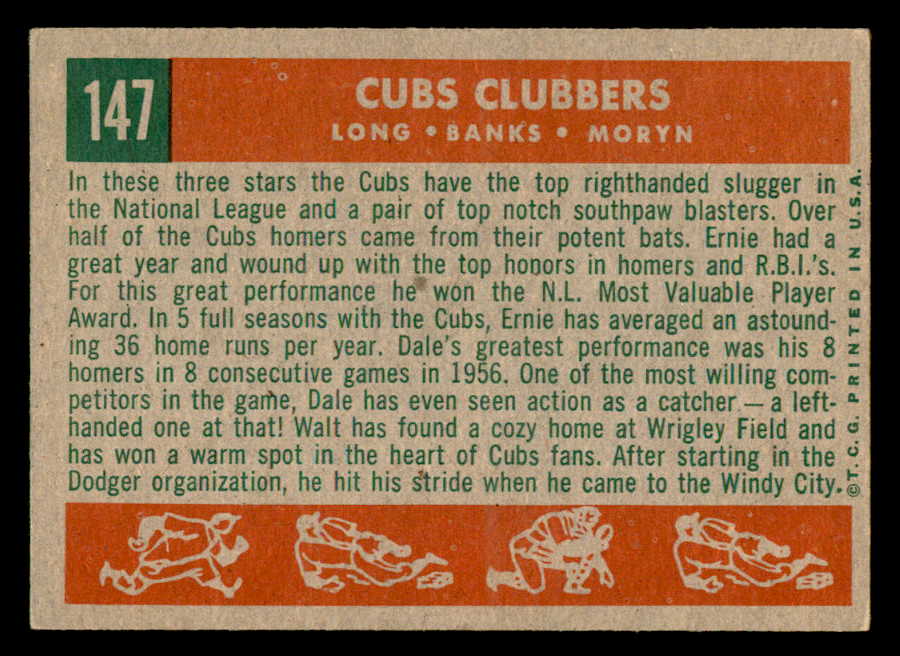 147
CUBS CLUBBERS
LONG • BANKS • MORYN
In these three stars the Cubs have the top righthanded slugger in
the National League and a pair of top notch southpaw blasters. Over
half of the Cubs homers came from their potent bats. Ernie had a
great year and wound up with the top honors in homers and R.B.I.'s.
For this great performance he won the N.L. Most Valuable Player
Award. In 5 full seasons with the Cubs, Ernie has averaged an astound-
ing 36 home runs per year. Dale's greatest performance was his 8
homers in 8 consecutive games in 1956. One of the most willing com-
petitors in the game, Dale has even seen action as a catcher — a left-
handed one at that! Walt has found a cozy home at Wrigley Field and
has won a warm spot in the heart of Cubs fans. After starting in the
Dodger organization, he hit his stride when he came to the Windy City.
©T.C.G. PRINTED IN U.S.A.